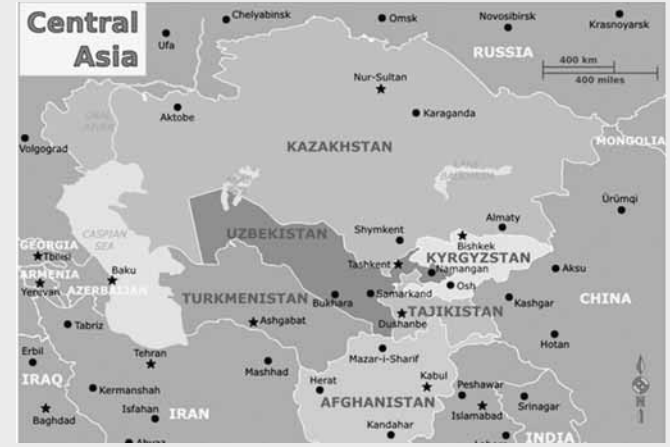 Central
Asia
Chelyabinsk
Omsk
Novosibirsk
Krasnoyarsk
Ufa
RUSSIA
400 km
400 miles
Nur-Sultan
Aktobe
Karaganda
Volgograd
KAZAKHSTAN
MONGOLIA
Ürümqi
CASPIAN
SEA
UZBEKISTAN
Shymkent
Almaty
Bishkek
GEORGIA
Tbilisi
KYRGYZSTAN
Tashkent
Namangan
Aksu
ARMENIA
Baku
Yerevan
AZERBAIJAN
Osh
TURKMENISTAN
Bukhara
Samarkand
Kashgar
CHINA
TAJIKISTAN
Tabriz
Ashgabat
Dushanbe
Hotan
Erbil
Tehran
Mashhad
Mazar-i-Sharif
IRAQ
Kermanshah
Herat
Kabul
Peshawar
Baghdad
Isfahan
IRAN
AFGHANISTAN
Islamabad
Srinagar
Kandahar
INDIA
N